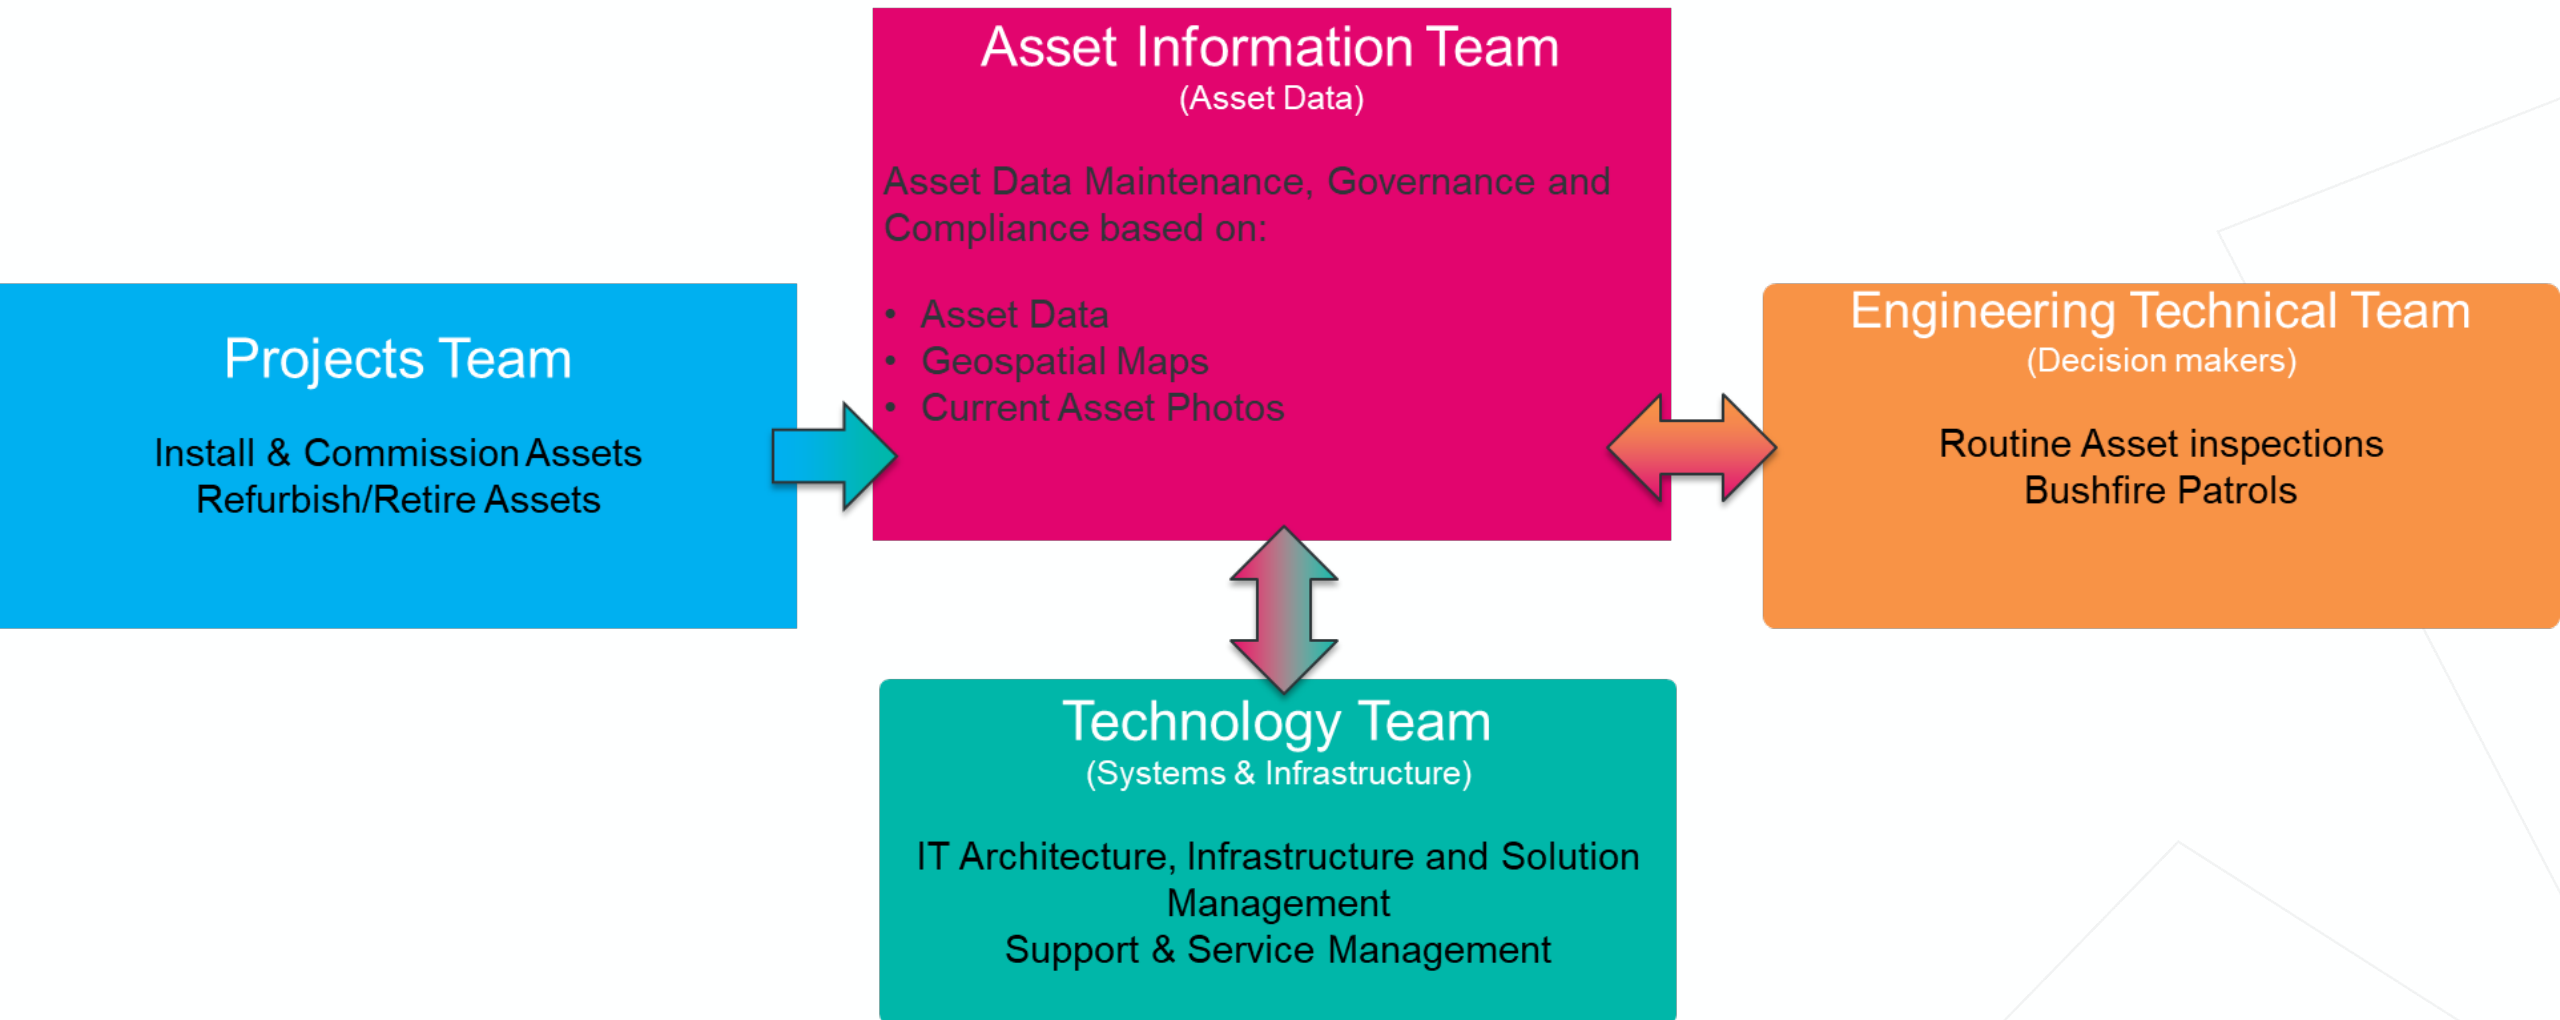 Asset Information Team
(Asset Data)
Asset Data Maintenance, Governance and
Compliance based on:
• Asset Data
• Geospatial Maps
• Current Asset Photos
Projects Team
Install & Commission Assets
Refurbish/Retire Assets
Engineering Technical Team
(Decision makers)
Routine Asset inspections
Bushfire Patrols
Technology Team
(Systems & Infrastructure)
IT Architecture, Infrastructure and Solution
Management
Support & Service Management